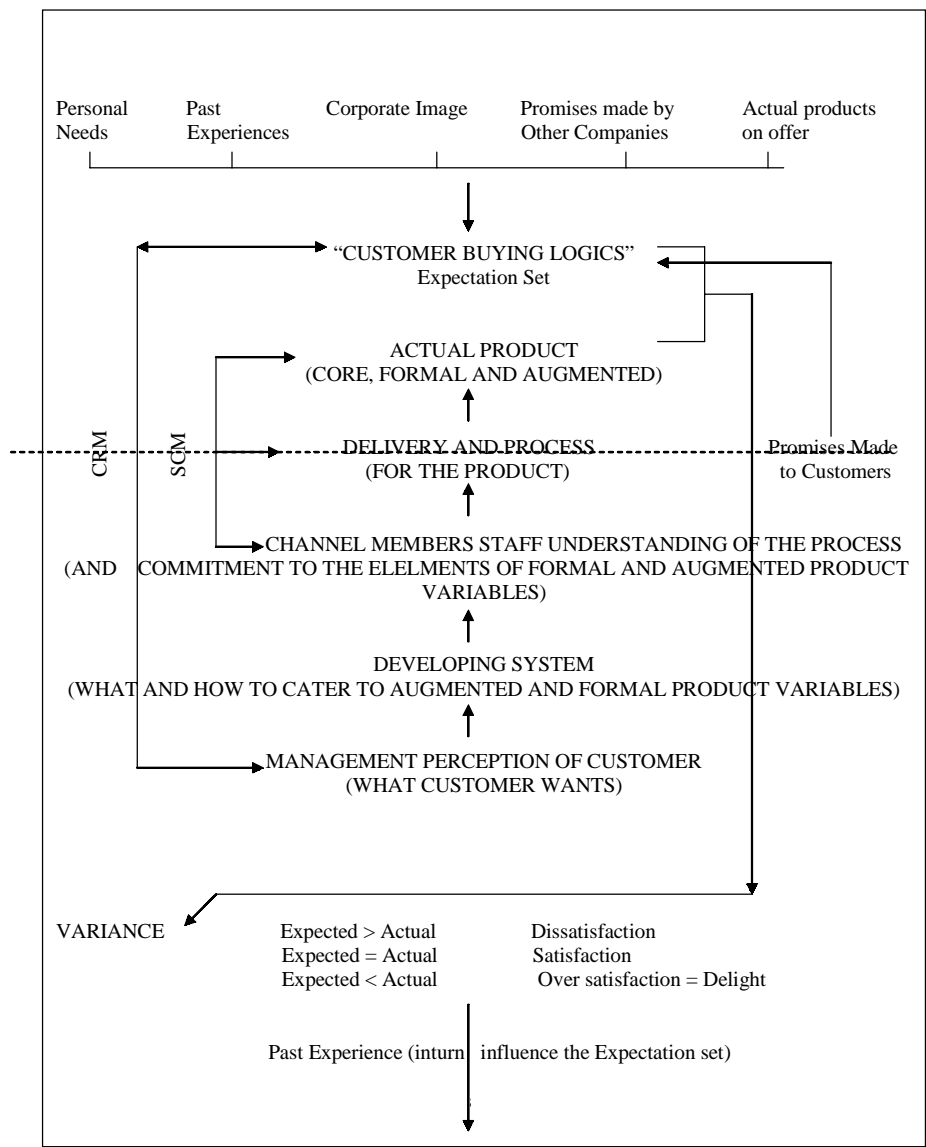 Personal Needs
Past Experiences
Corporate Image
Promises made by Other Companies
Actual products on offer
“CUSTOMER BUYING LOGICS”
Expectation Set
ACTUAL PRODUCT
(CORE, FORMAL AND AUGMENTED)
CRM
SCM
DELIVERY AND PROCESS
(FOR THE PRODUCT)
Promises Made
to Customers
CHANNEL MEMBERS STAFF UNDERSTANDING OF THE PROCESS
(AND COMMITMENT TO THE ELELMENTS OF FORMAL AND AUGMENTED PRODUCT
VARIABLES)
DEVELOPING SYSTEM
(WHAT AND HOW TO CATER TO AUGMENTED AND FORMAL PRODUCT VARIABLES)
MANAGEMENT PERCEPTION OF CUSTOMER
(WHAT CUSTOMER WANTS)
VARIANCE
Expected > Actual Dissatisfaction
Expected = Actual Satisfaction
Expected < Actual Over satisfaction = Delight
Past Experience (inturn influence the Expectation set)